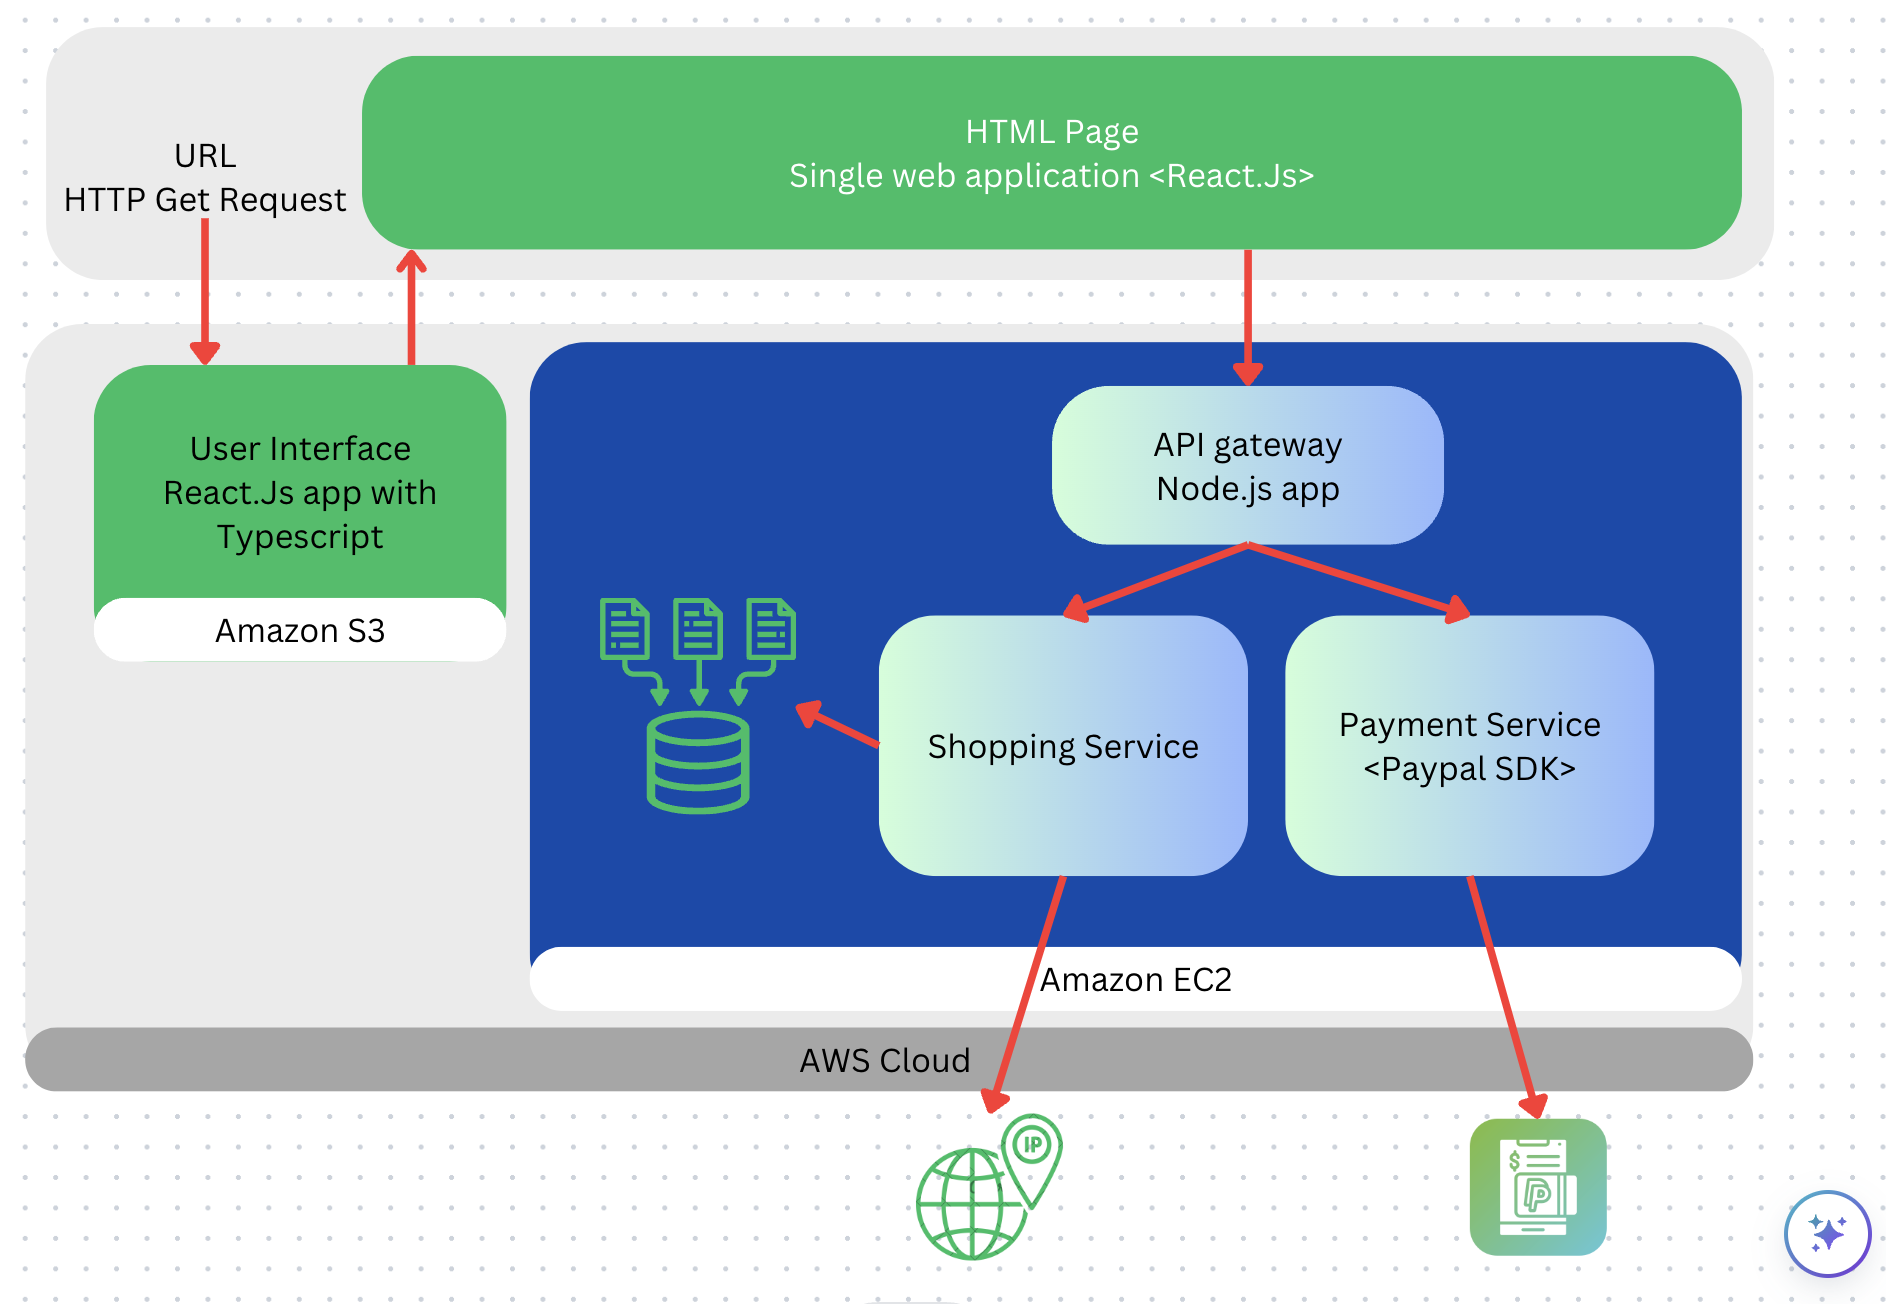 URL
HTTP Get Request
HTML Page
Single web application <React.Js>
User Interface
React.Js app with
Typescript
Amazon S3
API gateway
Node.js app
Shopping Service
Payment Service
<Paypal SDK>
Amazon EC2
AWS Cloud
IP
$
P